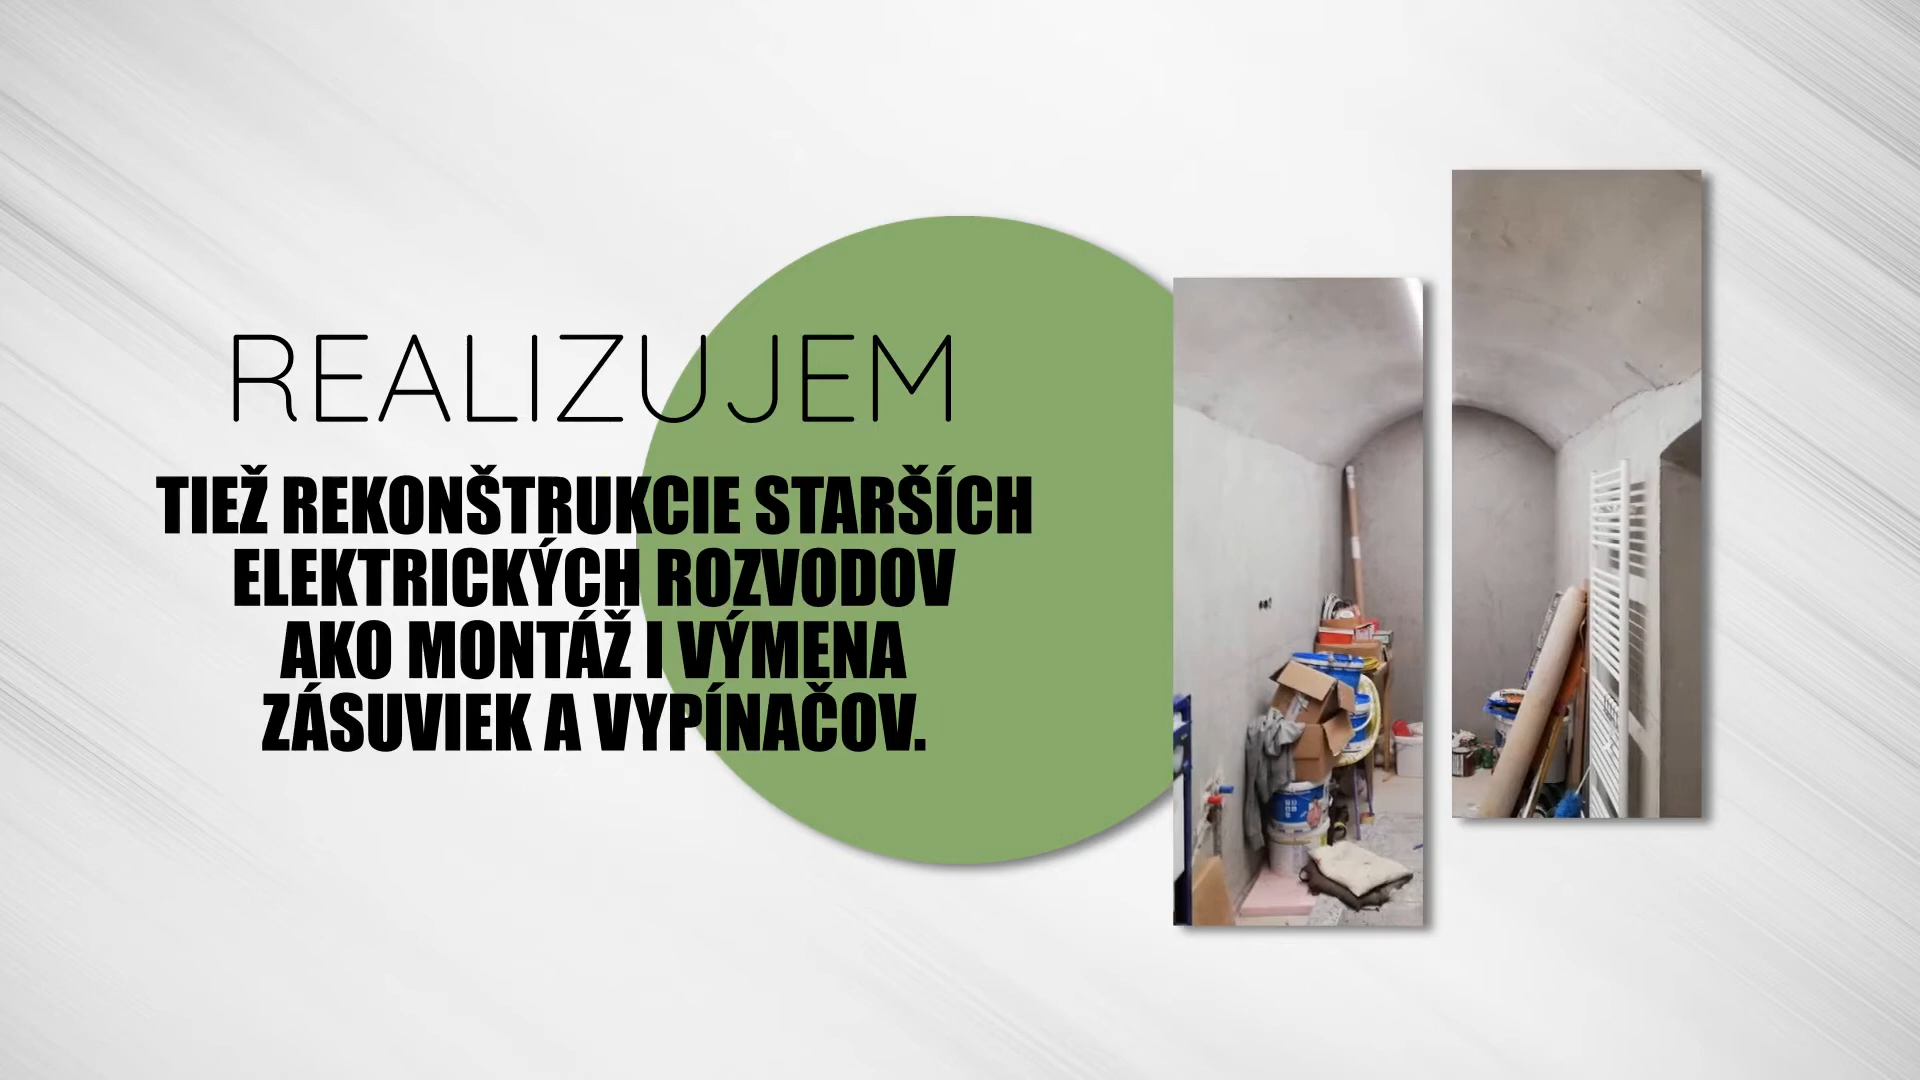 REALIZUJEM
TIEŽ REKONŠTRUKCIE STARŠÍCH
ELEKTRICKÝCH ROZVODOV
AKO MONTÁŽ I VÝMENA
ZÁSUVIEK A VYPÍNAČOV.